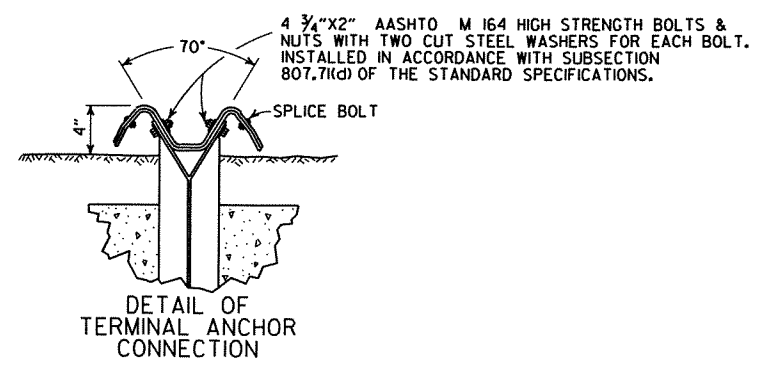 4 3/4"X2" AASHTO M 164 HIGH STRENGTH BOLTS &
NUTS WITH TWO CUT STEEL WASHERS FOR EACH BOLT.
INSTALLED IN ACCORDANCE WITH SUBSECTION
807.71(d) OF THE STANDARD SPECIFICATIONS.
70°
SPLICE BOLT
4"
DETAIL OF
TERMINAL ANCHOR
CONNECTION